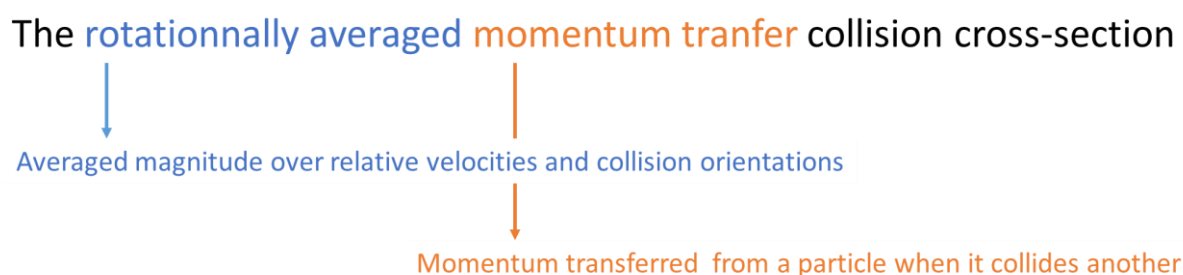 The rotationnally averaged momentum tranfer collision cross-section
Averaged magnitude over relative velocities and collision orientations
Momentum transferred from a particle when it collides another